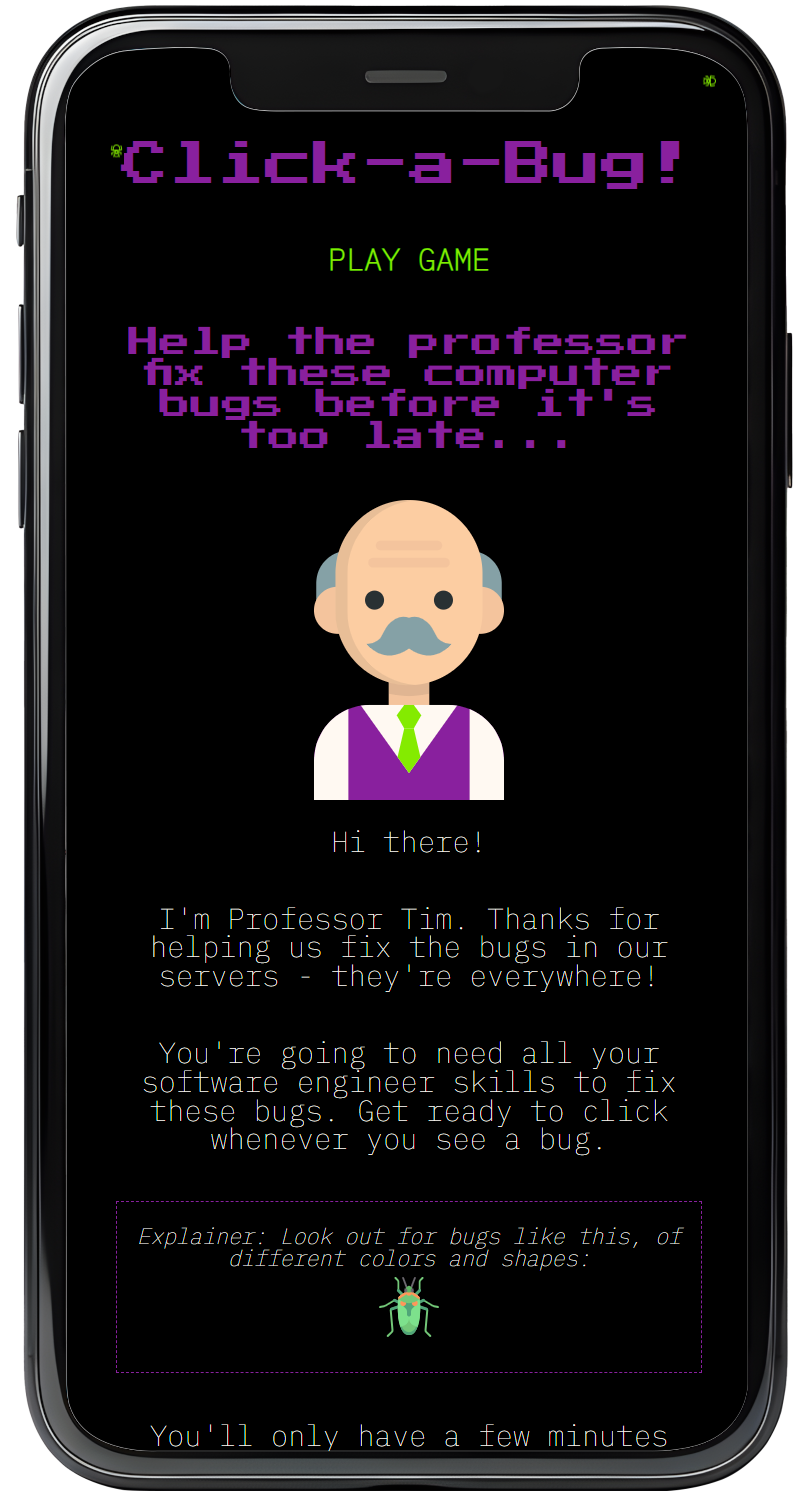 Click-a-Bug!
PLAY GAME
Help the professor
fix these computer
bugs before it's
too late...
Hi there!
I'm Professor Tim. Thanks for
helping us fix the bugs in our
servers - they're everywhere!
You're going to need all your
software engineer skills to fix
these bugs. Get ready to click
whenever you see a bug.
Explainer: Look out for bugs like this, of
different colors and shapes:
You'll only have a few minutes